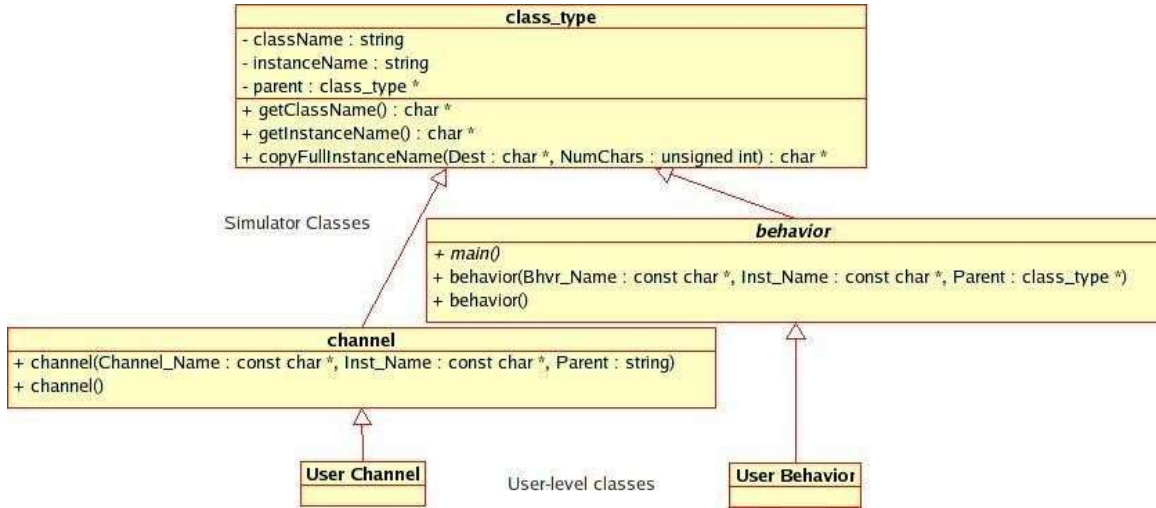 class_type
- className : string
- instanceName : string
- parent : class_type *
+ getClassName() : char *
+ getInstanceName() : char *
+ copyFullInstanceName(Dest : char *, NumChars : unsigned int) : char *
Simulator Classes
behavior
+ main()
+ behavior(Bhvr_Name : const char *, Inst_Name : const char *, Parent : class_type *)
+ behavior()
channel
+ channel(Channel_Name : const char *, Inst_Name : const char *, Parent : string)
+ channel()
User Channel
User-level classes
User Behavior